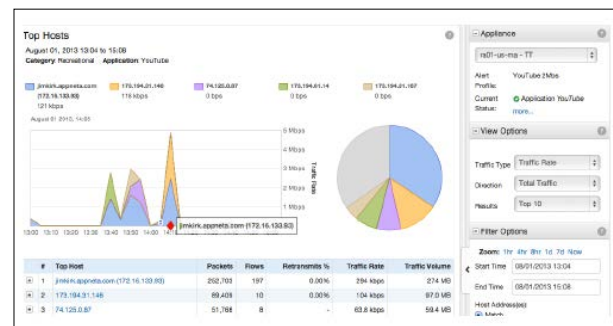 Top Hosts
August 01, 2013 13:04 to 15:08
Category: Recreational Application: YouTube
jimkirk.appneta.com (172.16.133.93) 121 kbps
173.194.31.146 115 kbps
74.125.0.87 0 bps
173.194.61.14 0 bps
173.194.31.167 0 bps
August 01 2013, 14:05
5 Mbps
4 Mbps
3 Mbps
2 Mbps
1 Mbps
Traffic Rate
13:00 13:10 13:20 13:30 13:40 13:50 14:00
jimkirk.appneta.com (172.16.133.93)
# Top Host Packets Flows Retransmits % Traffic Rate Traffic Volume
1 jimkirk.appneta.com (172.16.133.93) 252,703 197 0.00% 294 kbps 274 MB
2 173.194.31.146 89,409 10 0.00% 104 kbps 97.0 MB
3 74.125.0.87 51,768 8 - 63.8 kbps 59.4 MB
Appliance
rs01-us-ma - TT
Alert Profile: YouTube 2Mbs
Current Status: Application YouTube
more...
View Options
Traffic Type Traffic Rate
Direction Total Traffic
Results Top 10
Filter Options
Zoom: 1hr 4hr 8hr 1d 7d Now
Start Time 08/01/2013 13:04
End Time 08/01/2013 15:08
Host Address(es):
Match